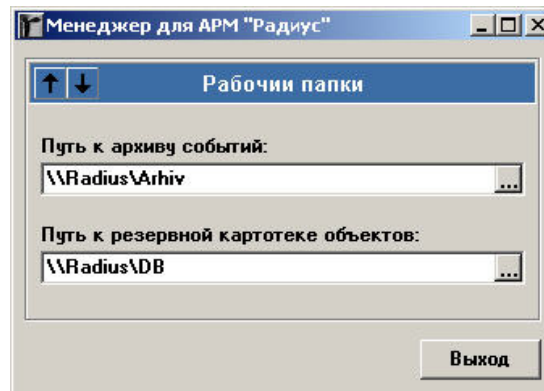 Менеджер для АРМ "Радиус"
Рабочии папки
Путь к архиву событий:
\\Radius\Arhiv
...
Путь к резервной картотеке объектов:
\\Radius\DB
...
Выход